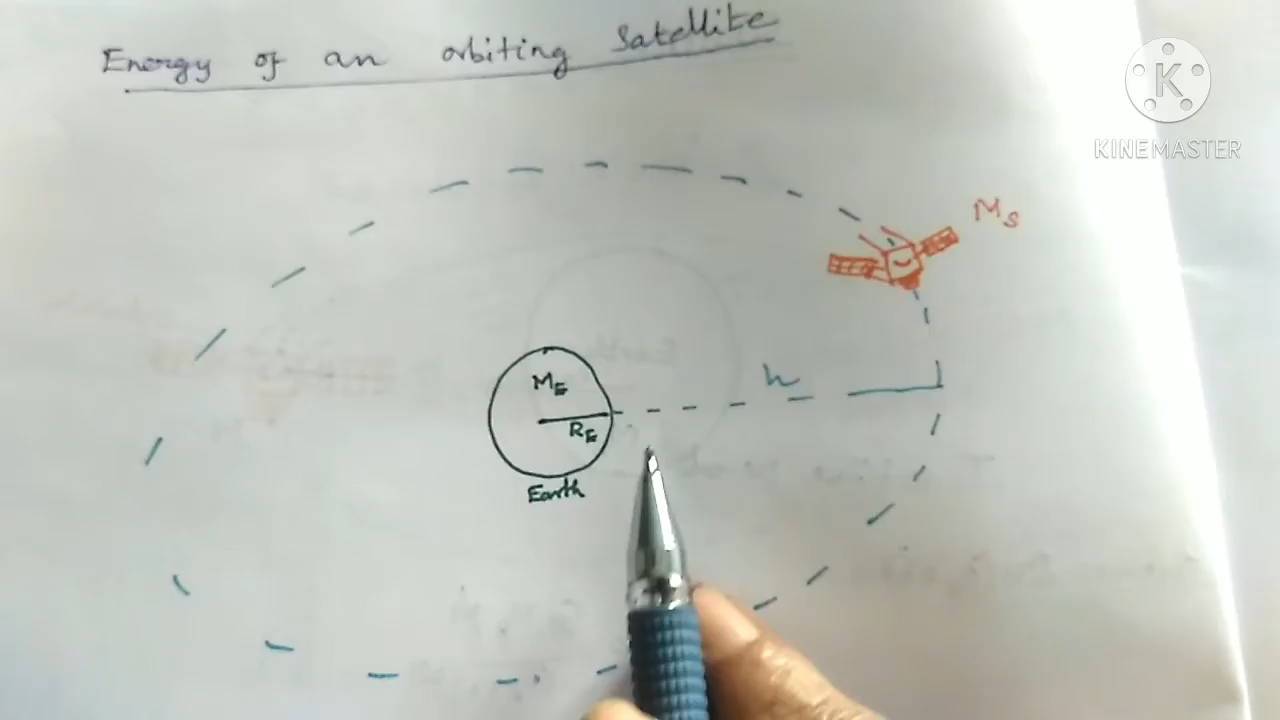 Energy of an orbiting Satellite
K
KINEMASTER
Ms
h
ME
RE
Earth